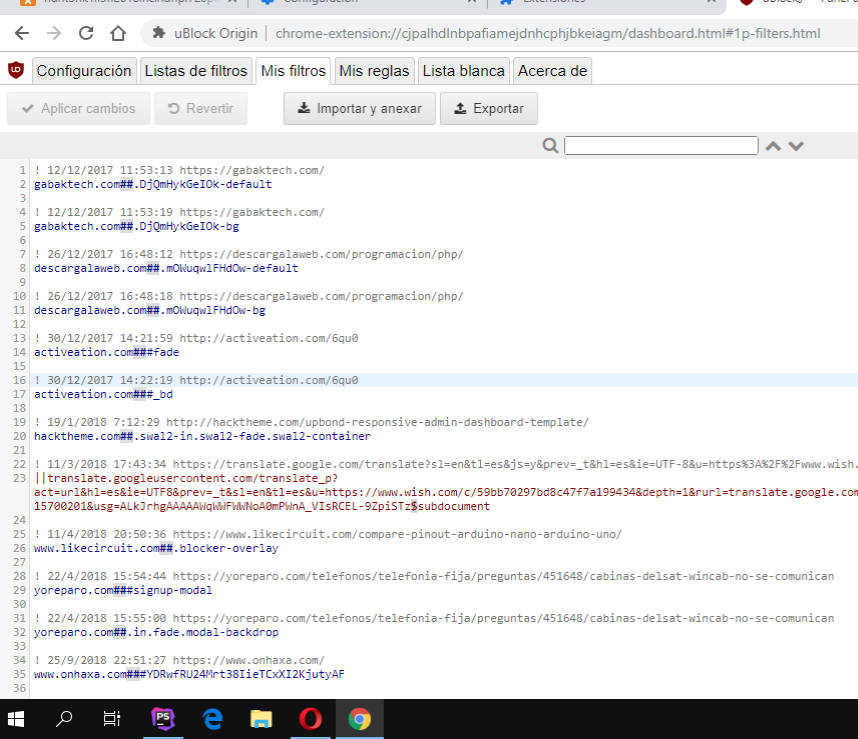 Configuración
Extensiones
uBlock Origin | chrome-extension://cjpalhdlnbpafiamejdnhcphjbkeiagm/dashboard.html#1p-filters.html
Configuración Listas de filtros Mis filtros Mis reglas Lista blanca Acerca de
Aplicar cambios Revertir Importar y anexar Exportar
1 ! 12/12/2017 11:53:13 https://gabaktech.com/
2 gabaktech.com##.DjQmHykGeIOk-default
3
4 ! 12/12/2017 11:53:19 https://gabaktech.com/
5 gabaktech.com##.DjQmHykGeIOk-bg
6
7 ! 26/12/2017 16:48:12 https://descargalaweb.com/programacion/php/
8 descargalaweb.com##.mOWuqwlFHdOw-default
9
10 ! 26/12/2017 16:48:18 https://descargalaweb.com/programacion/php/
11 descargalaweb.com##.mOWuqwlFHdOw-bg
12
13 ! 30/12/2017 14:21:59 http://activeation.com/6qu0
14 activeation.com###fade
15
16 ! 30/12/2017 14:22:19 http://activeation.com/6qu0
17 activeation.com###_bd
18
19 ! 19/1/2018 7:12:29 http://hacktheme.com/upbond-responsive-admin-dashboard-template/
20 hacktheme.com##.swal2-in.swal2-fade.swal2-container
21
22 ! 11/3/2018 17:43:34 https://translate.google.com/translate?sl=en&tl=es&js=y&prev=_t&hl=es&ie=UTF-8&u=https%3A%2F%2Fwww.wish.
23 ||translate.googleusercontent.com/translate_p?
act=url&hl=es&ie=UTF8&prev=_t&sl=en&tl=es&u=https://www.wish.com/c/59bb70297bd8c47f7a199434&depth=1&rurl=translate.google.com
15700201&usg=ALkJrhgAAAAAWqWWFWWNoA0mPWnA_VIsRCEL-9ZpiSTz$subdocument
24
25 ! 11/4/2018 20:50:36 https://www.likecircuit.com/compare-pinout-arduino-nano-arduino-uno/
26 www.likecircuit.com##.blocker-overlay
27
28 ! 22/4/2018 15:54:44 https://yoreparo.com/telefonos/telefonia-fija/preguntas/451648/cabinas-delsat-wincab-no-se-comunican
29 yoreparo.com###signup-modal
30
31 ! 22/4/2018 15:55:00 https://yoreparo.com/telefonos/telefonia-fija/preguntas/451648/cabinas-delsat-wincab-no-se-comunican
32 yoreparo.com##.in.fade.modal-backdrop
33
34 ! 25/9/2018 22:51:27 https://www.onhaxa.com/
35 www.onhaxa.com###YDRwfRU24Mrt38IieTCxXI2KjutyAF
36
PS